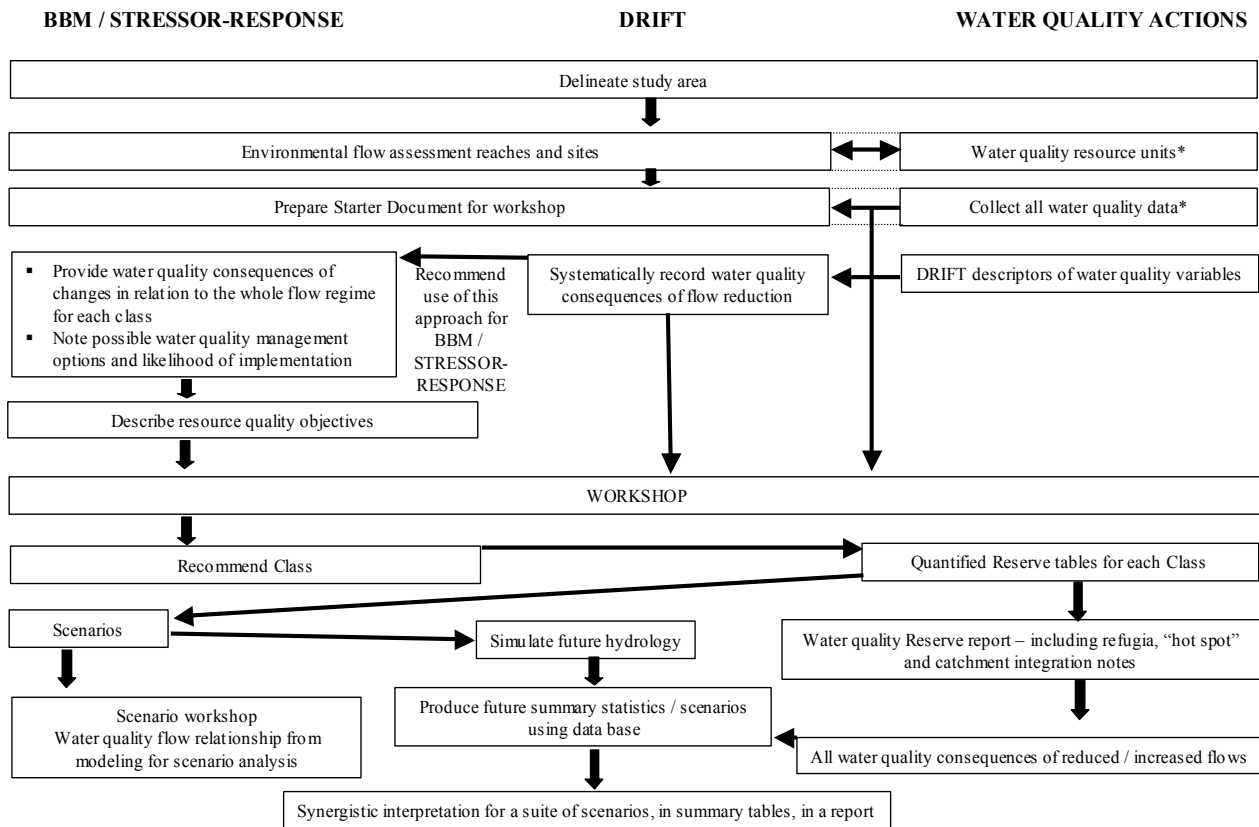 BBM / STRESSOR-RESPONSE
DRIFT
WATER QUALITY ACTIONS
Delineate study area
Environmental flow assessment reaches and sites
Water quality resource units*
Prepare Starter Document for workshop
Collect all water quality data*
▪ Provide water quality consequences of
changes in relation to the whole flow regime
for each class
▪ Note possible water quality management
options and likelihood of implementation
Recommend
use of this
approach for
BBM /
STRESSOR-
RESPONSE
Systematically record water quality
consequences of flow reduction
DRIFT descriptors of water quality variables
Describe resource quality objectives
WORKSHOP
Recommend Class
Quantified Reserve tables for each Class
Scenarios
Simulate future hydrology
Water quality Reserve report – including refugia, “hot spot”
and catchment integration notes
Scenario workshop
Water quality flow relationship from
modeling for scenario analysis
Produce future summary statistics / scenarios
using data base
All water quality consequences of reduced / increased flows
Synergistic interpretation for a suite of scenarios, in summary tables, in a report